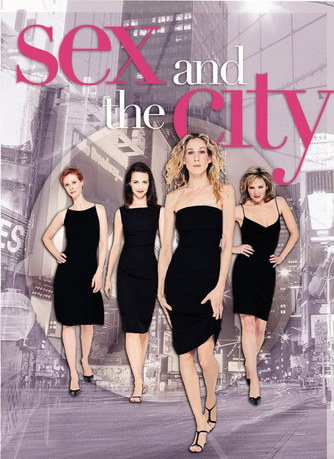 sex and
the city